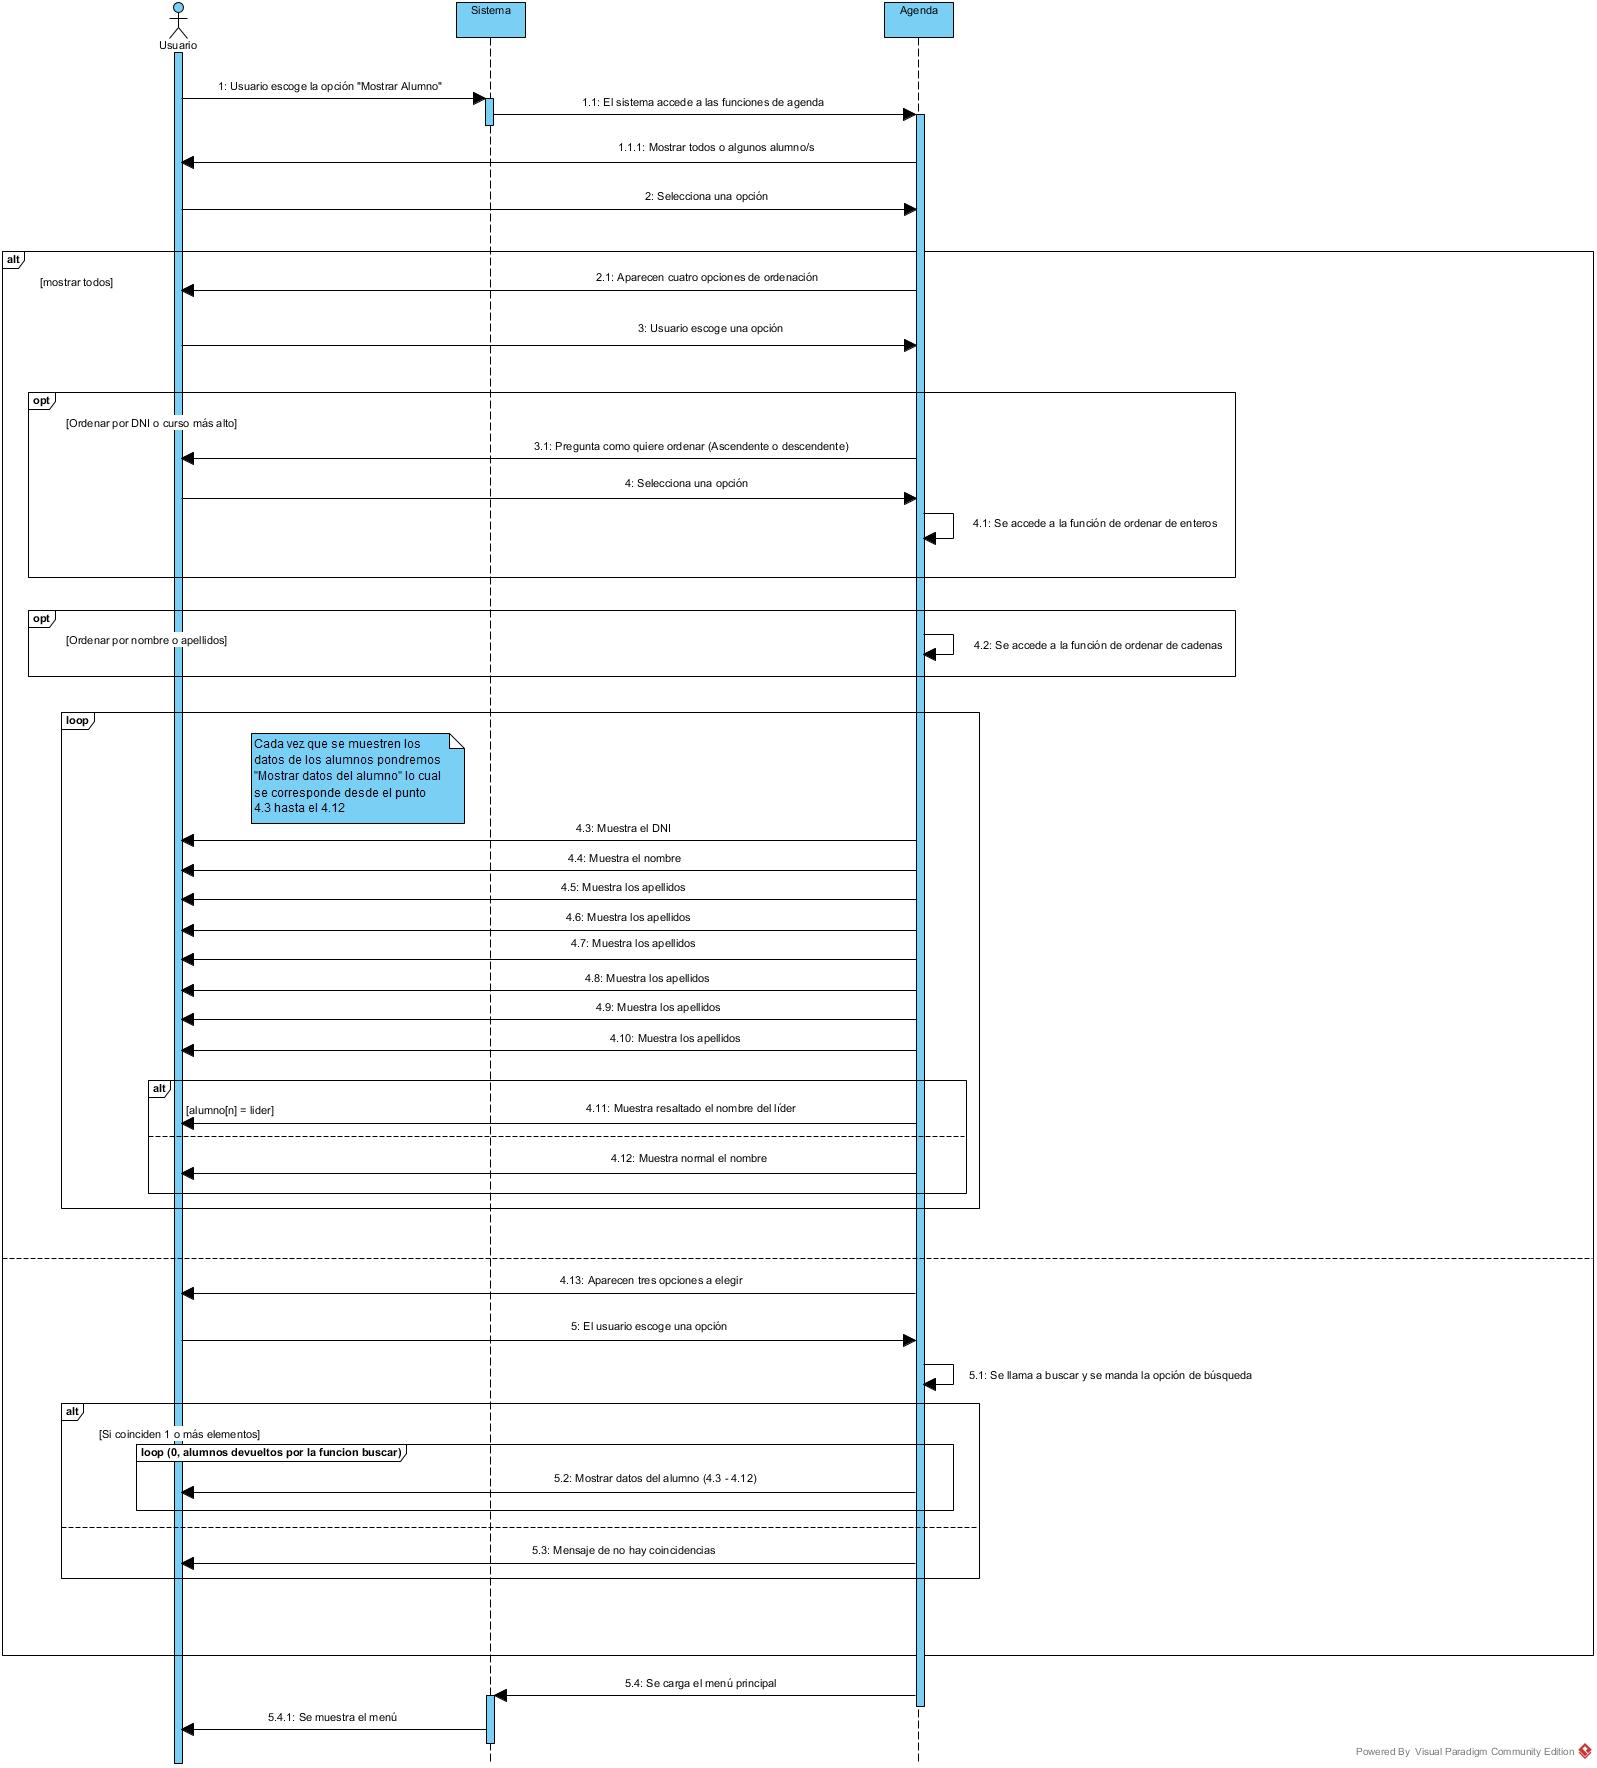 Usuario
Sistema
Agenda
1: Usuario escoge la opción "Mostrar Alumno"
1.1: El sistema accede a las funciones de agenda
1.1.1: Mostrar todos o algunos alumno/s
2: Selecciona una opción
alt
[mostrar todos]
2.1: Aparecen cuatro opciones de ordenación
3: Usuario escoge una opción
opt
[Ordenar por DNI o curso más alto]
3.1: Pregunta como quiere ordenar (Ascendente o descendente)
4: Selecciona una opción
4.1: Se accede a la función de ordenar de enteros
opt
[Ordenar por nombre o apellidos]
4.2: Se accede a la función de ordenar de cadenas
loop
Cada vez que se muestren los
datos de los alumnos pondremos
"Mostrar datos del alumno" lo cual
se corresponde desde el punto
4.3 hasta el 4.12
4.3: Muestra el DNI
4.4: Muestra el nombre
4.5: Muestra los apellidos
4.6: Muestra los apellidos
4.7: Muestra los apellidos
4.8: Muestra los apellidos
4.9: Muestra los apellidos
4.10: Muestra los apellidos
alt
[alumno[n] = lider]
4.11: Muestra resaltado el nombre del líder
4.12: Muestra normal el nombre
4.13: Aparecen tres opciones a elegir
5: El usuario escoge una opción
5.1: Se llama a buscar y se manda la opción de búsqueda
alt
[Si coinciden 1 o más elementos]
loop (0, alumnos devueltos por la funcion buscar)
5.2: Mostrar datos del alumno (4.3 - 4.12)
5.3: Mensaje de no hay coincidencias
5.4: Se carga el menú principal
5.4.1: Se muestra el menú
Powered By Visual Paradigm Community Edition